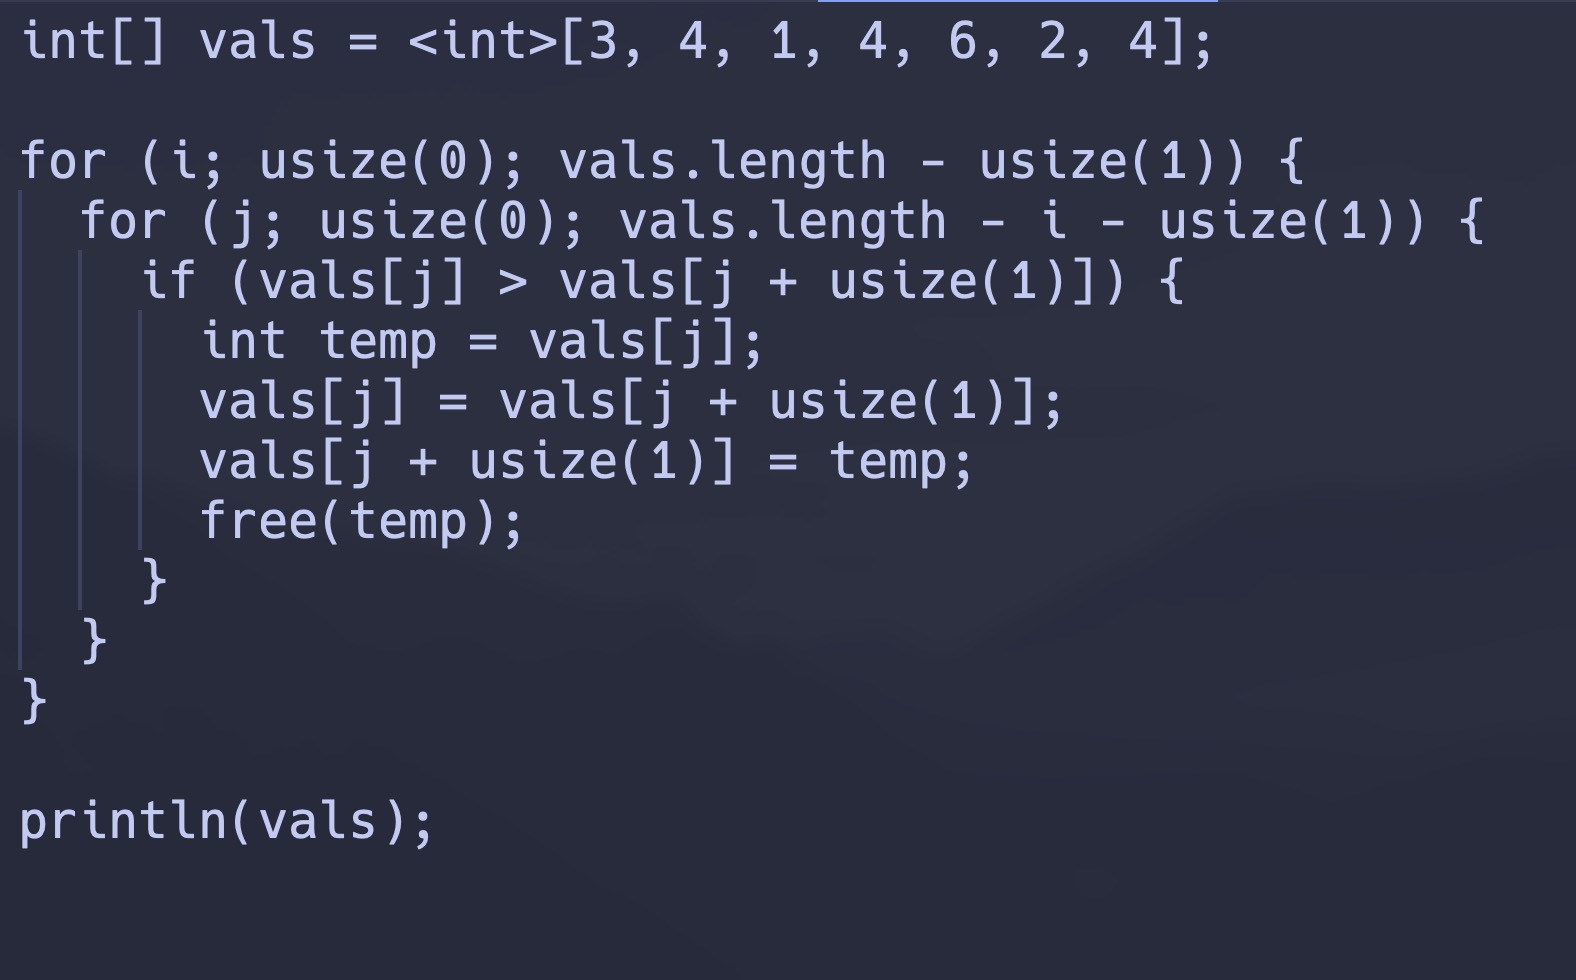 int[] vals = <int>[3, 4, 1, 4, 6, 2, 4];
for (i; usize(0); vals.length - usize(1)) {
for (j; usize(0); vals.length - i - usize(1)) {
if (vals[j] > vals[j + usize(1)]) {
int temp = vals[j];
vals[j] = vals[j + usize(1)];
vals[j + usize(1)] = temp;
free(temp);
}
}
}
println(vals);